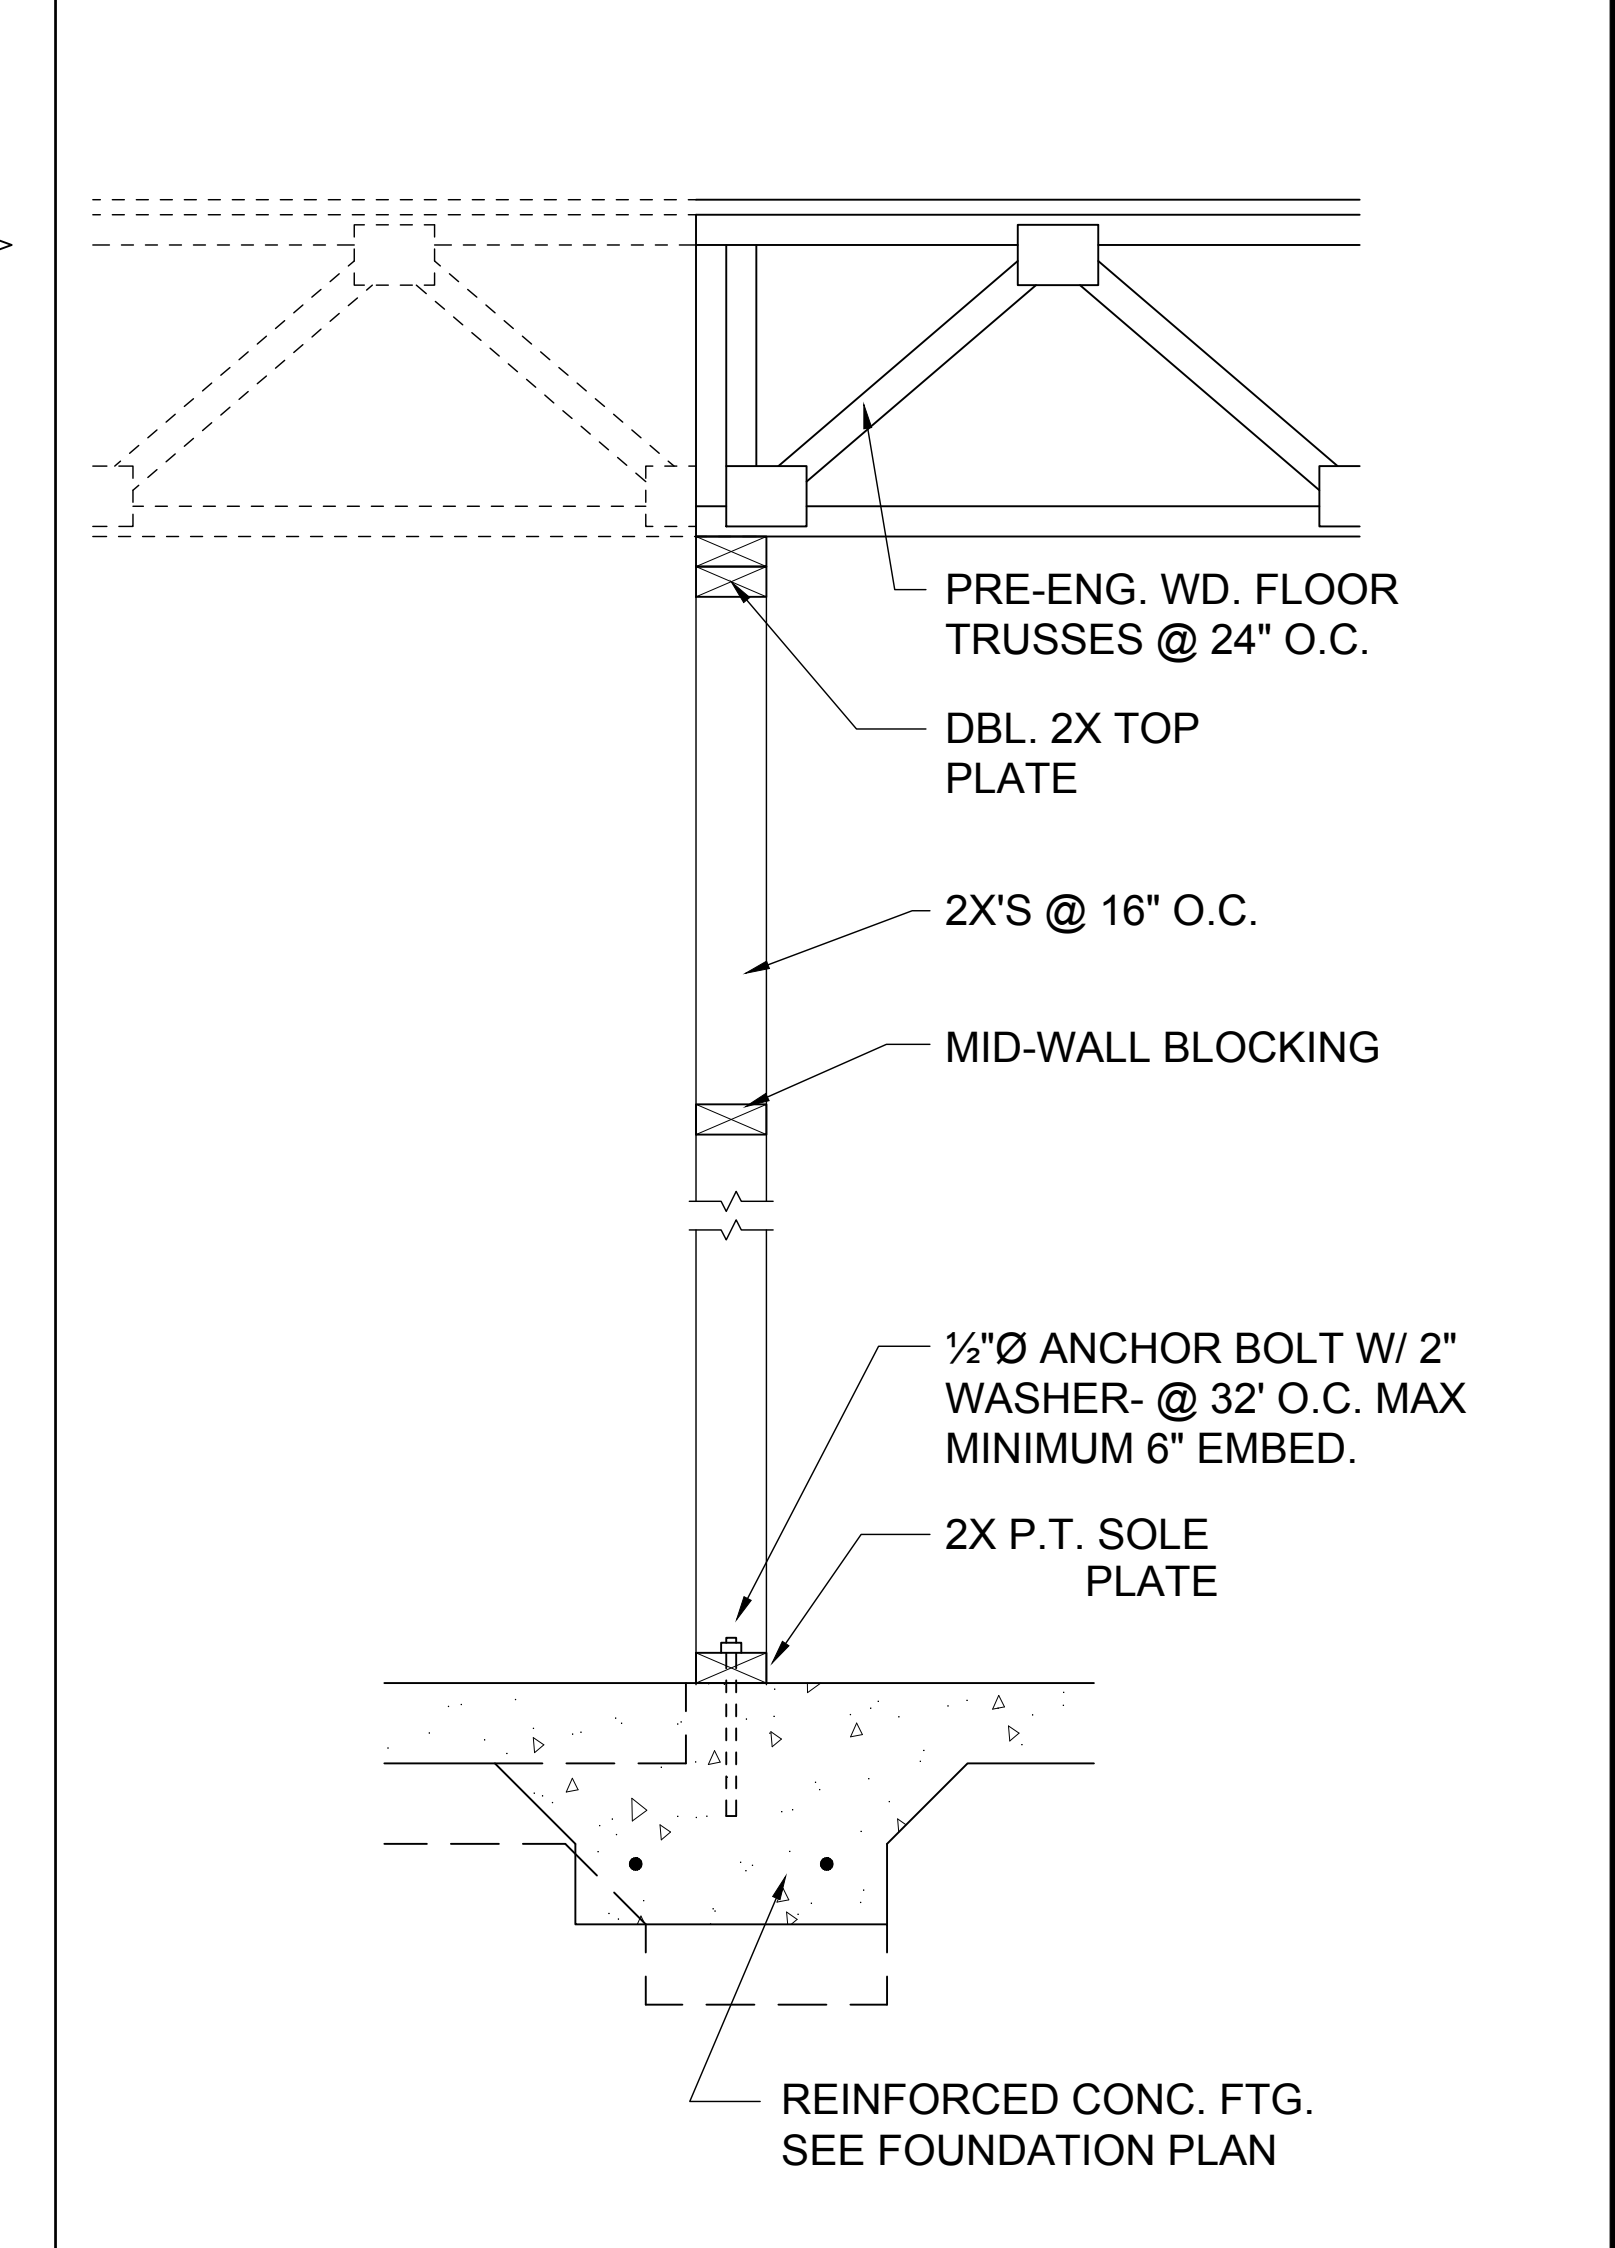 PRE-ENG. WD. FLOOR
TRUSSES @ 24" O.C.
DBL. 2X TOP
PLATE
2X'S @ 16" O.C.
MID-WALL BLOCKING
½"Ø ANCHOR BOLT W/ 2"
WASHER- @ 32' O.C. MAX
MINIMUM 6" EMBED.
2X P.T. SOLE
PLATE
REINFORCED CONC. FTG.
SEE FOUNDATION PLAN